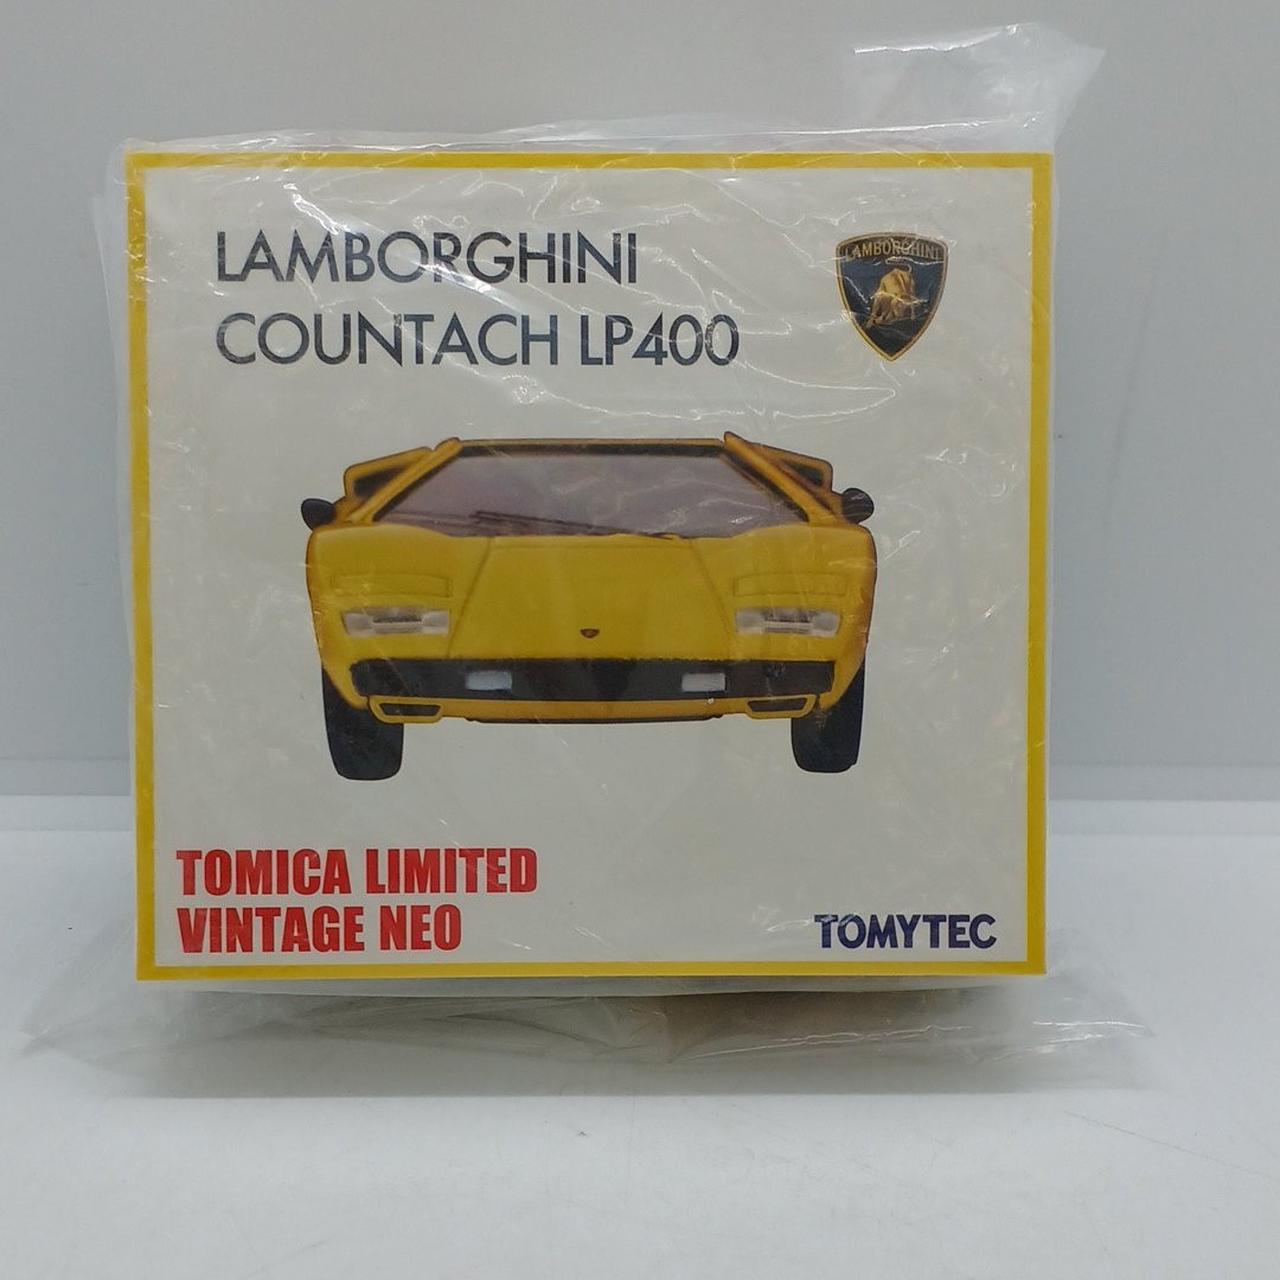 LAMBORGHINI
COUNTACH LP400
LAMBORGHINI
TOMICA LIMITED
VINTAGE NEO
TOMYTEC